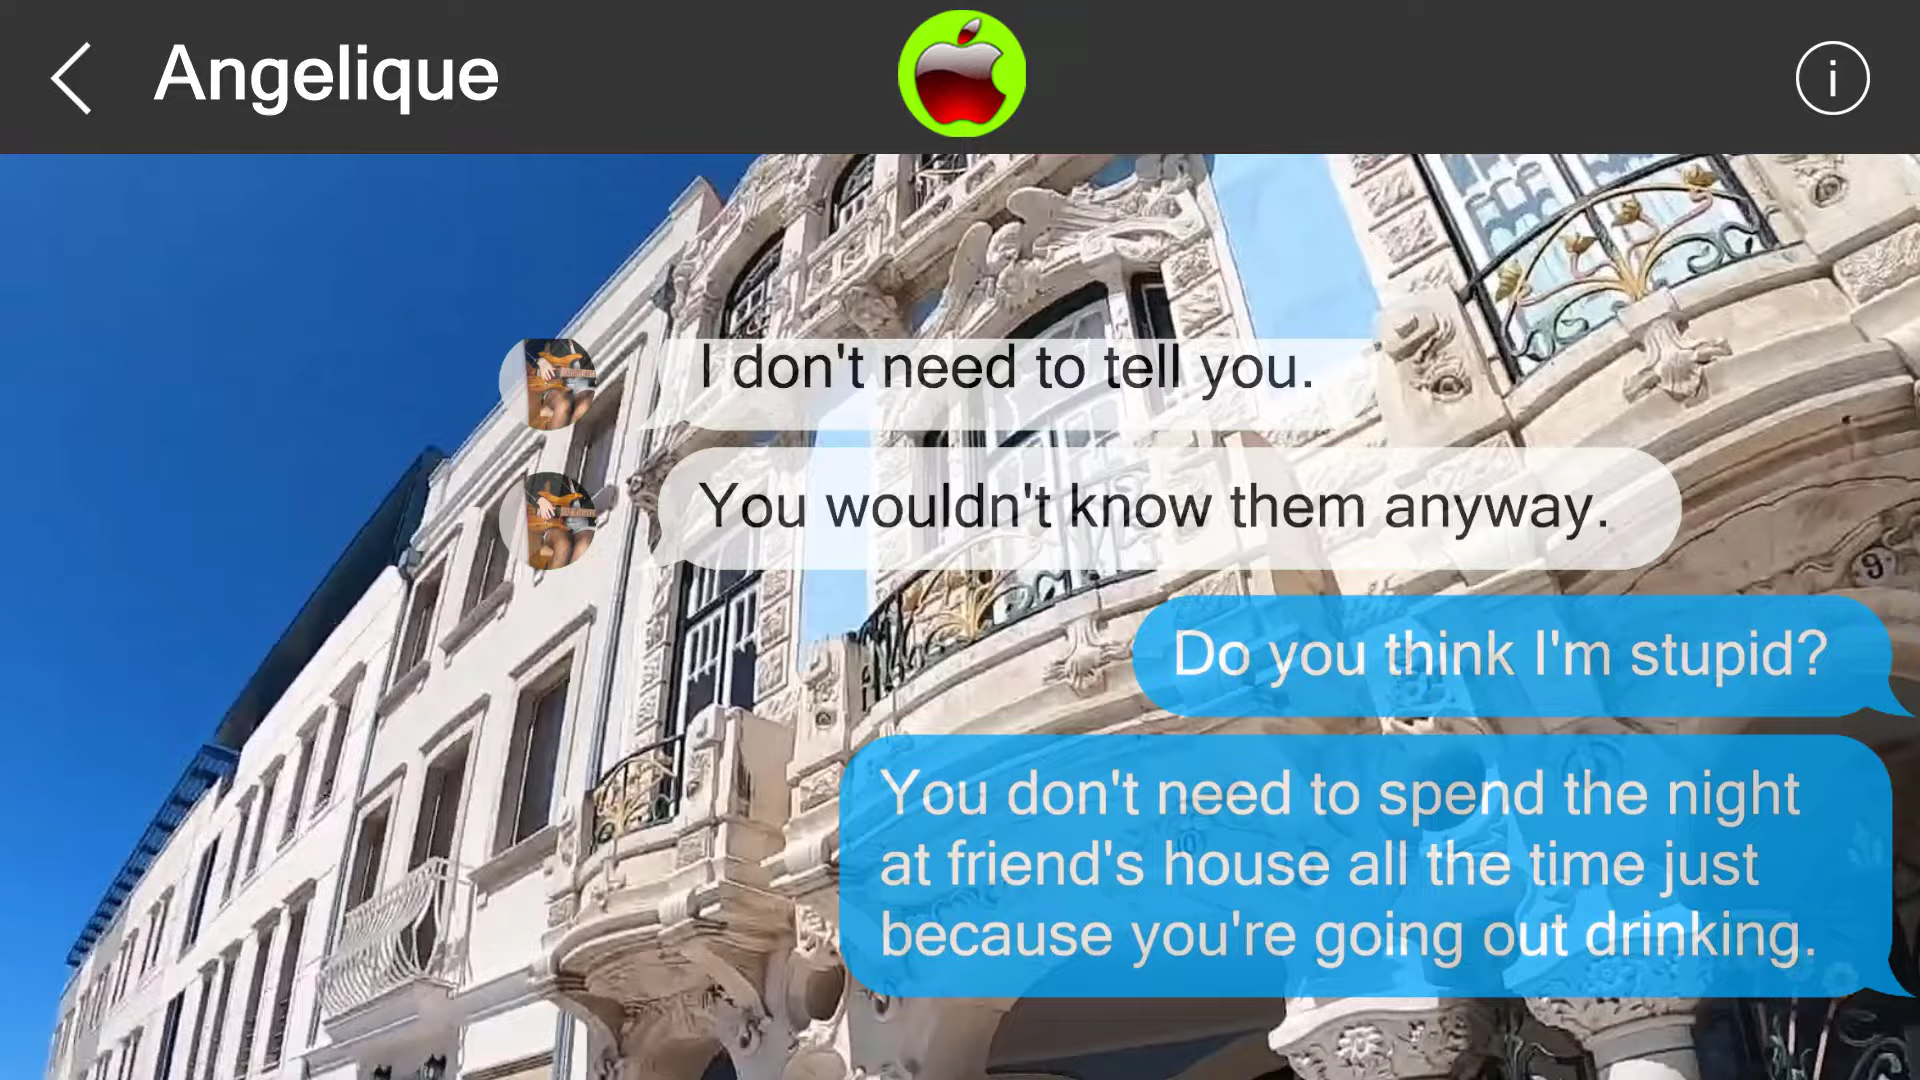 Angelique
i
I don't need to tell you.
You wouldn't know them anyway.
Do you think I'm stupid?
You don't need to spend the night
at friend's house all the time just
because you're going out drinking.
9